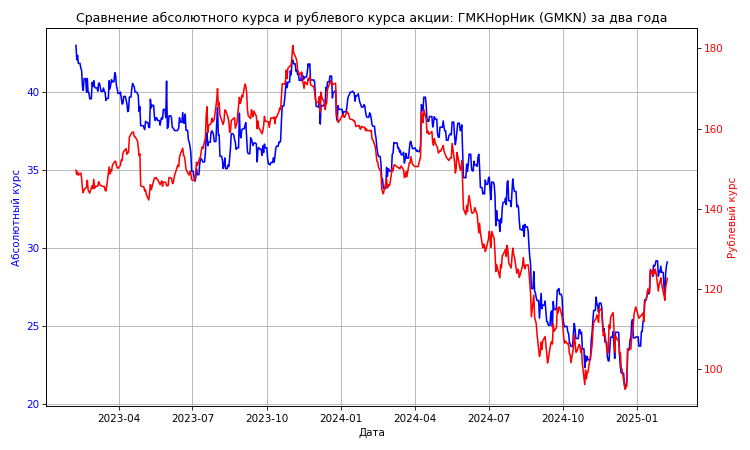 Сравнение абсолютного курса и рублевого курса акции: ГМКНорНик (GMKN) за два года
Абсолютный курс
40
35
30
25
20
180
160
140
120
100
Рублевый курс
2023-04 2023-07 2023-10 2024-01 2024-04 2024-07 2024-10 2025-01
Дата